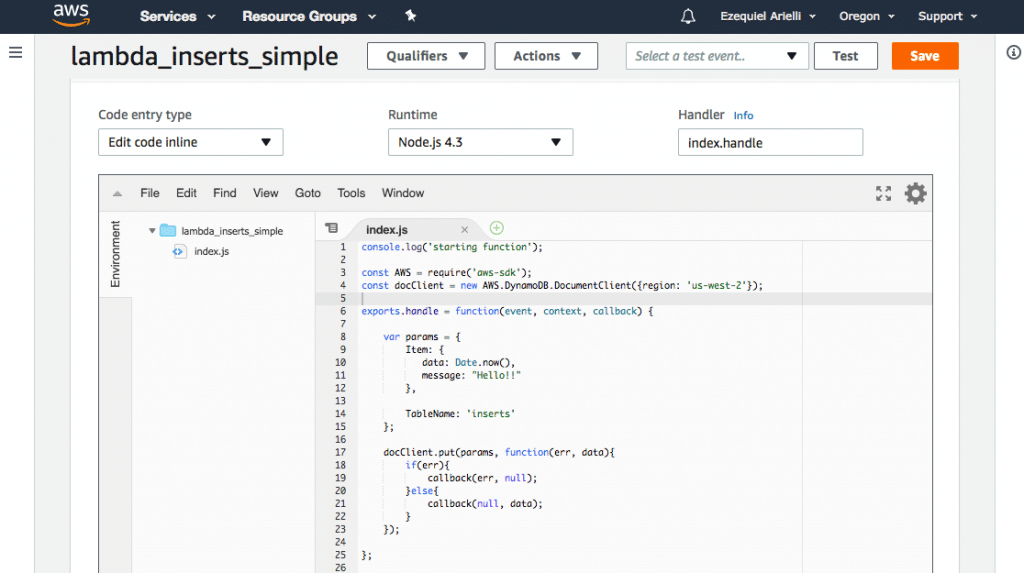 aws Services Resource Groups Ezequiel Arielli Oregon Support
lambda_inserts_simple Qualifiers Actions Select a test event.. Test Save
Code entry type Runtime Handler Info
Edit code inline Node.js 4.3 index.handle
File Edit Find View Goto Tools Window
Environment
lambda_inserts_simple
index.js
index.js
1 console.log('starting function');
2
3 const AWS = require('aws-sdk');
4 const docClient = new AWS.DynamoDB.DocumentClient({region: 'us-west-2'});
5
6 exports.handle = function(event, context, callback) {
7
8 var params = {
9 Item: {
10 data: Date.now(),
11 message: "Hello!!"
12 },
13
14 TableName: 'inserts'
15 };
16
17 docClient.put(params, function(err, data){
18 if(err){
19 callback(err, null);
20 }else{
21 callback(null, data);
22 }
23 });
24
25 };
26